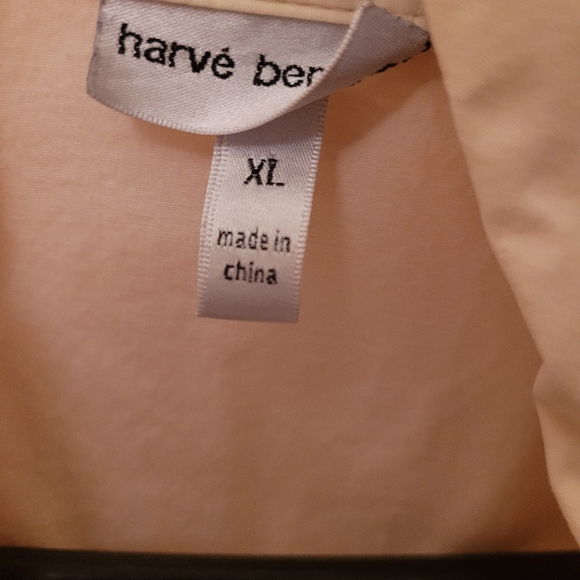 harvé ber
XL
made in
china